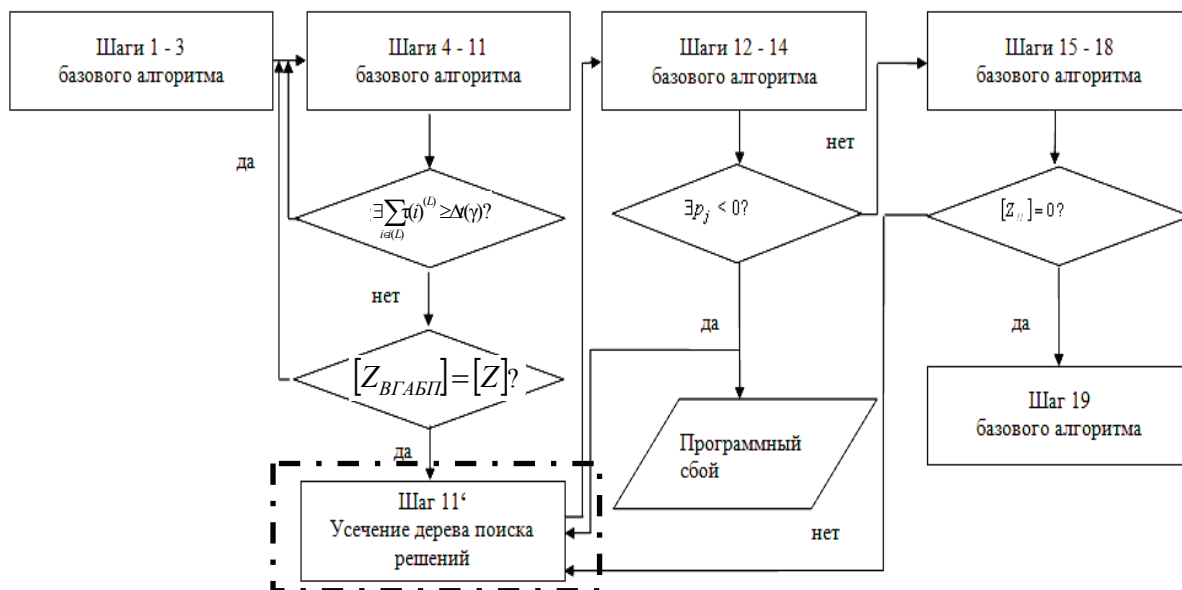 Шаги 1 - 3
базового алгоритма
Шаги 4 - 11
базового алгоритма
Шаги 12 - 14
базового алгоритма
Шаги 15 - 18
базового алгоритма
да
нет
∃∑τ(i)^(L) ≥Δt(γ)?
i∈i(L)
∃p_j < 0?
=0?
нет
да
да
[Z_ВГАБП]=[Z]?
Шаг 19
базового алгоритма
Программный
сбой
да
Шаг 11‘
Усечение дерева поиска
решений
нет